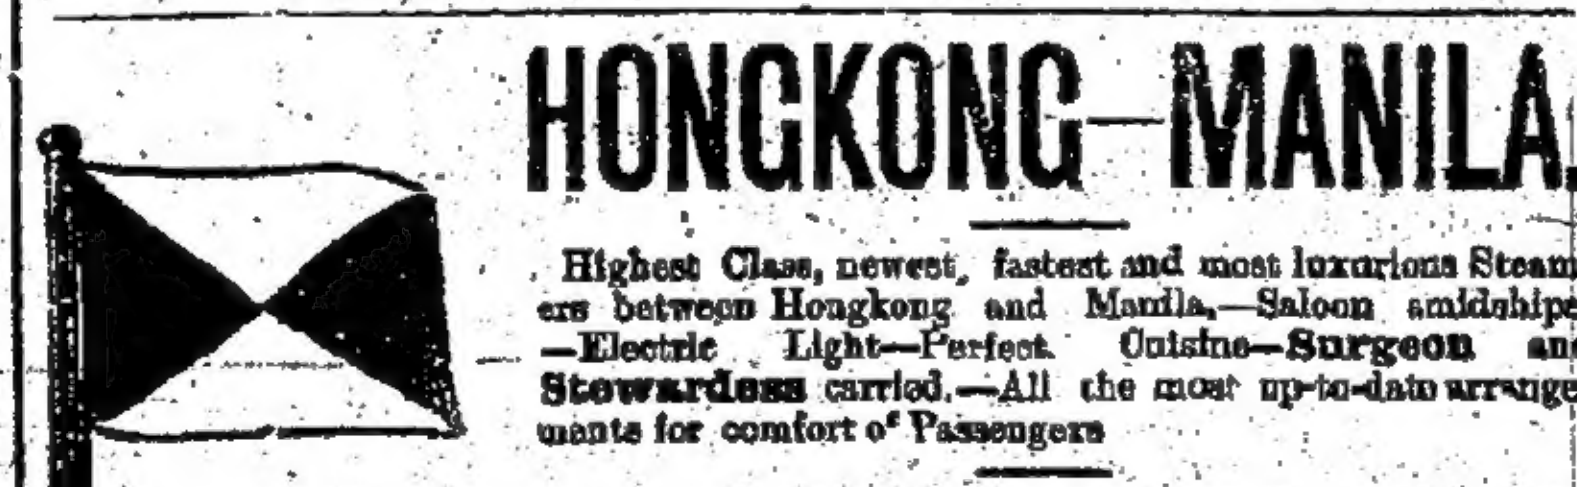 HONGKONG—MANILA.
Highest Class, newest, fastest and most luxurious Steam
ers between Hongkong and Manila,—Saloon amidships
—Electric Light—Perfect Cuisine—Surgeon and
Stewardess carried.—All the most up-to-date arrange
ments for comfort of Passengers